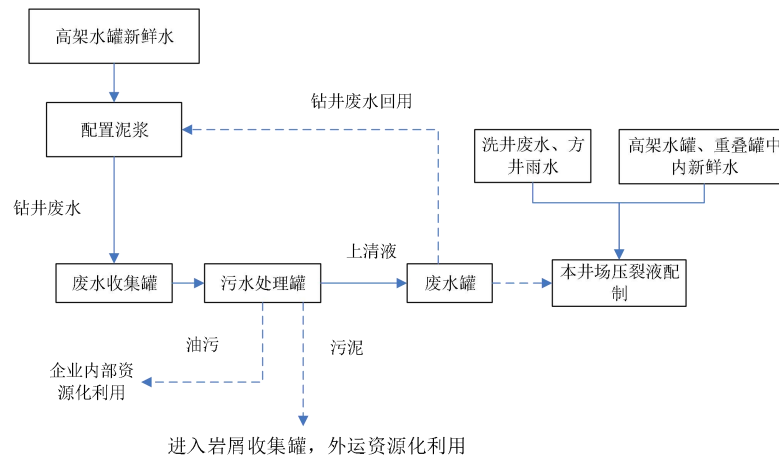 高架水罐新鲜水
钻井废水回用
配置泥浆
洗井废水、方
井雨水
高架水罐、重叠罐中
内新鲜水
钻井废水
上清液
废水收集罐
污水处理罐
废水罐
本井场压裂液配
制
油污
污泥
企业内部资
源化利用
进入岩屑收集罐，外运资源化利用